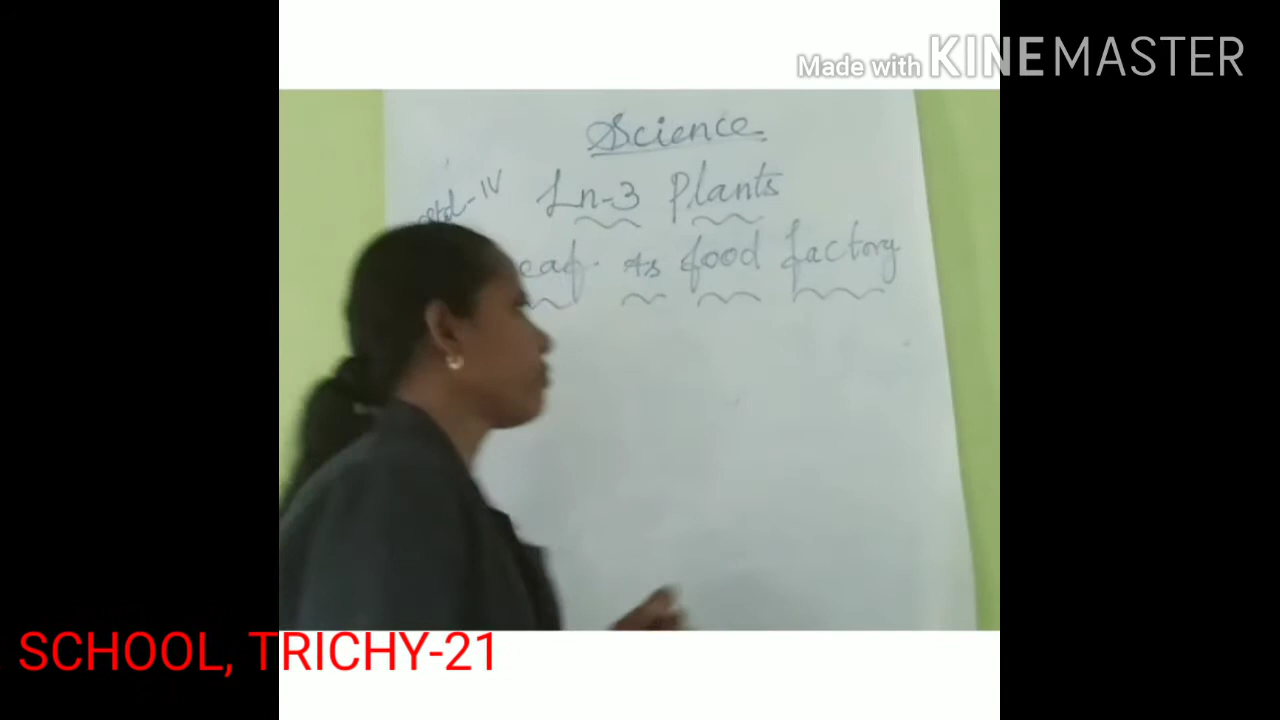 Made with KINEMASTER
Science
Ln-3 Plants
as food factory
SCHOOL, TRICHY-21